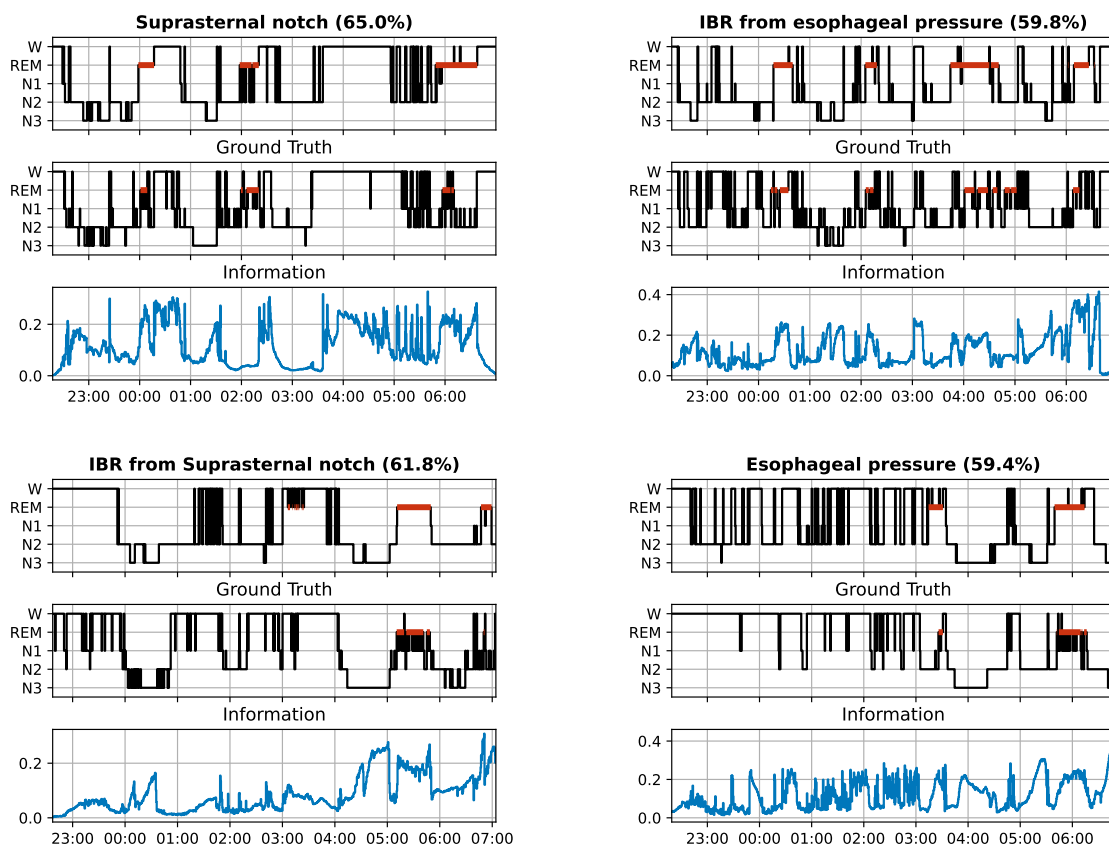 Suprasternal notch (65.0%)
W
REM
N1
N2
N3
Ground Truth
W
REM
N1
N2
N3
Information
0.2
0.0
23:00 00:00 01:00 02:00 03:00 04:00 05:00 06:00
IBR from esophageal pressure (59.8%)
W
REM
N1
N2
N3
Ground Truth
W
REM
N1
N2
N3
Information
0.4
0.2
0.0
23:00 00:00 01:00 02:00 03:00 04:00 05:00 06:00
IBR from Suprasternal notch (61.8%)
W
REM
N1
N2
N3
Ground Truth
W
REM
N1
N2
N3
Information
0.2
0.0
23:00 00:00 01:00 02:00 03:00 04:00 05:00 06:00 07:00
Esophageal pressure (59.4%)
W
REM
N1
N2
N3
Ground Truth
W
REM
N1
N2
N3
Information
0.4
0.2
0.0
23:00 00:00 01:00 02:00 03:00 04:00 05:00 06:00